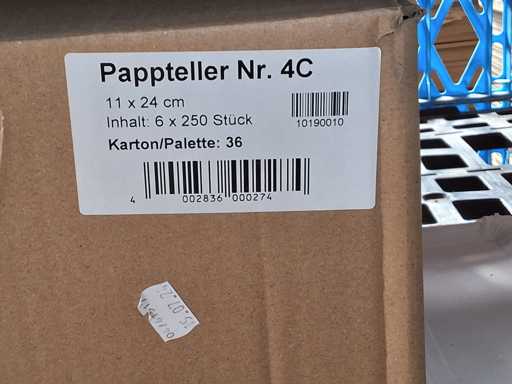 Pappteller Nr. 4C
11 x 24 cm
Inhalt: 6 x 250 Stück
10190010
Karton/Palette: 36
4 002836 000274